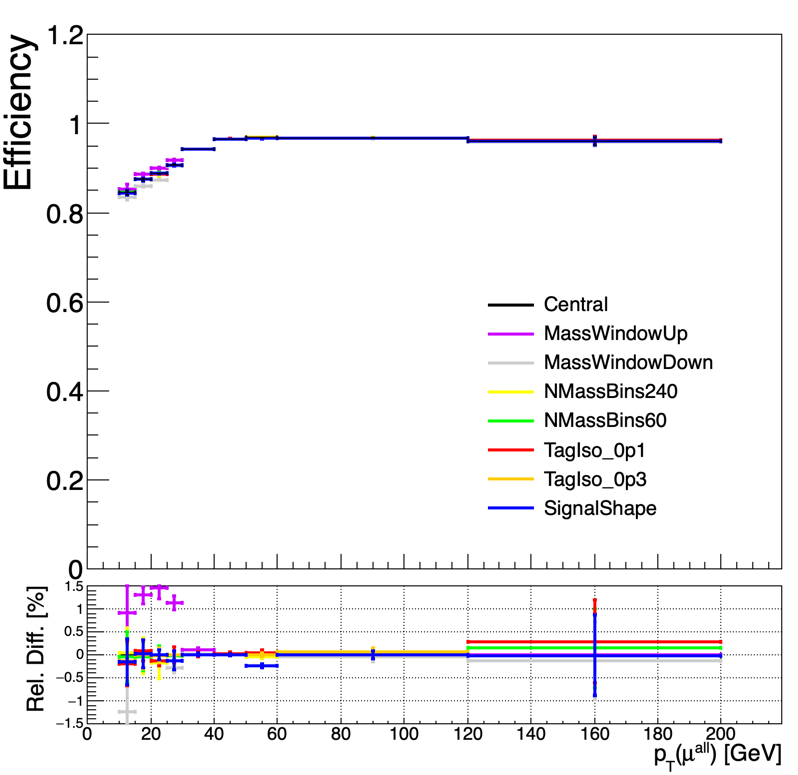 Efficiency
1.2
1
0.8
0.6
0.4
0.2
0
Central
MassWindowUp
MassWindowDown
NMassBins240
NMassBins60
TagIso_0p1
TagIso_0p3
SignalShape
Rel. Diff. [%]
1.5
1
0.5
0
−0.5
−1
−1.5
0 20 40 60 80 100 120 140 160 180 200
pT(μall) [GeV]